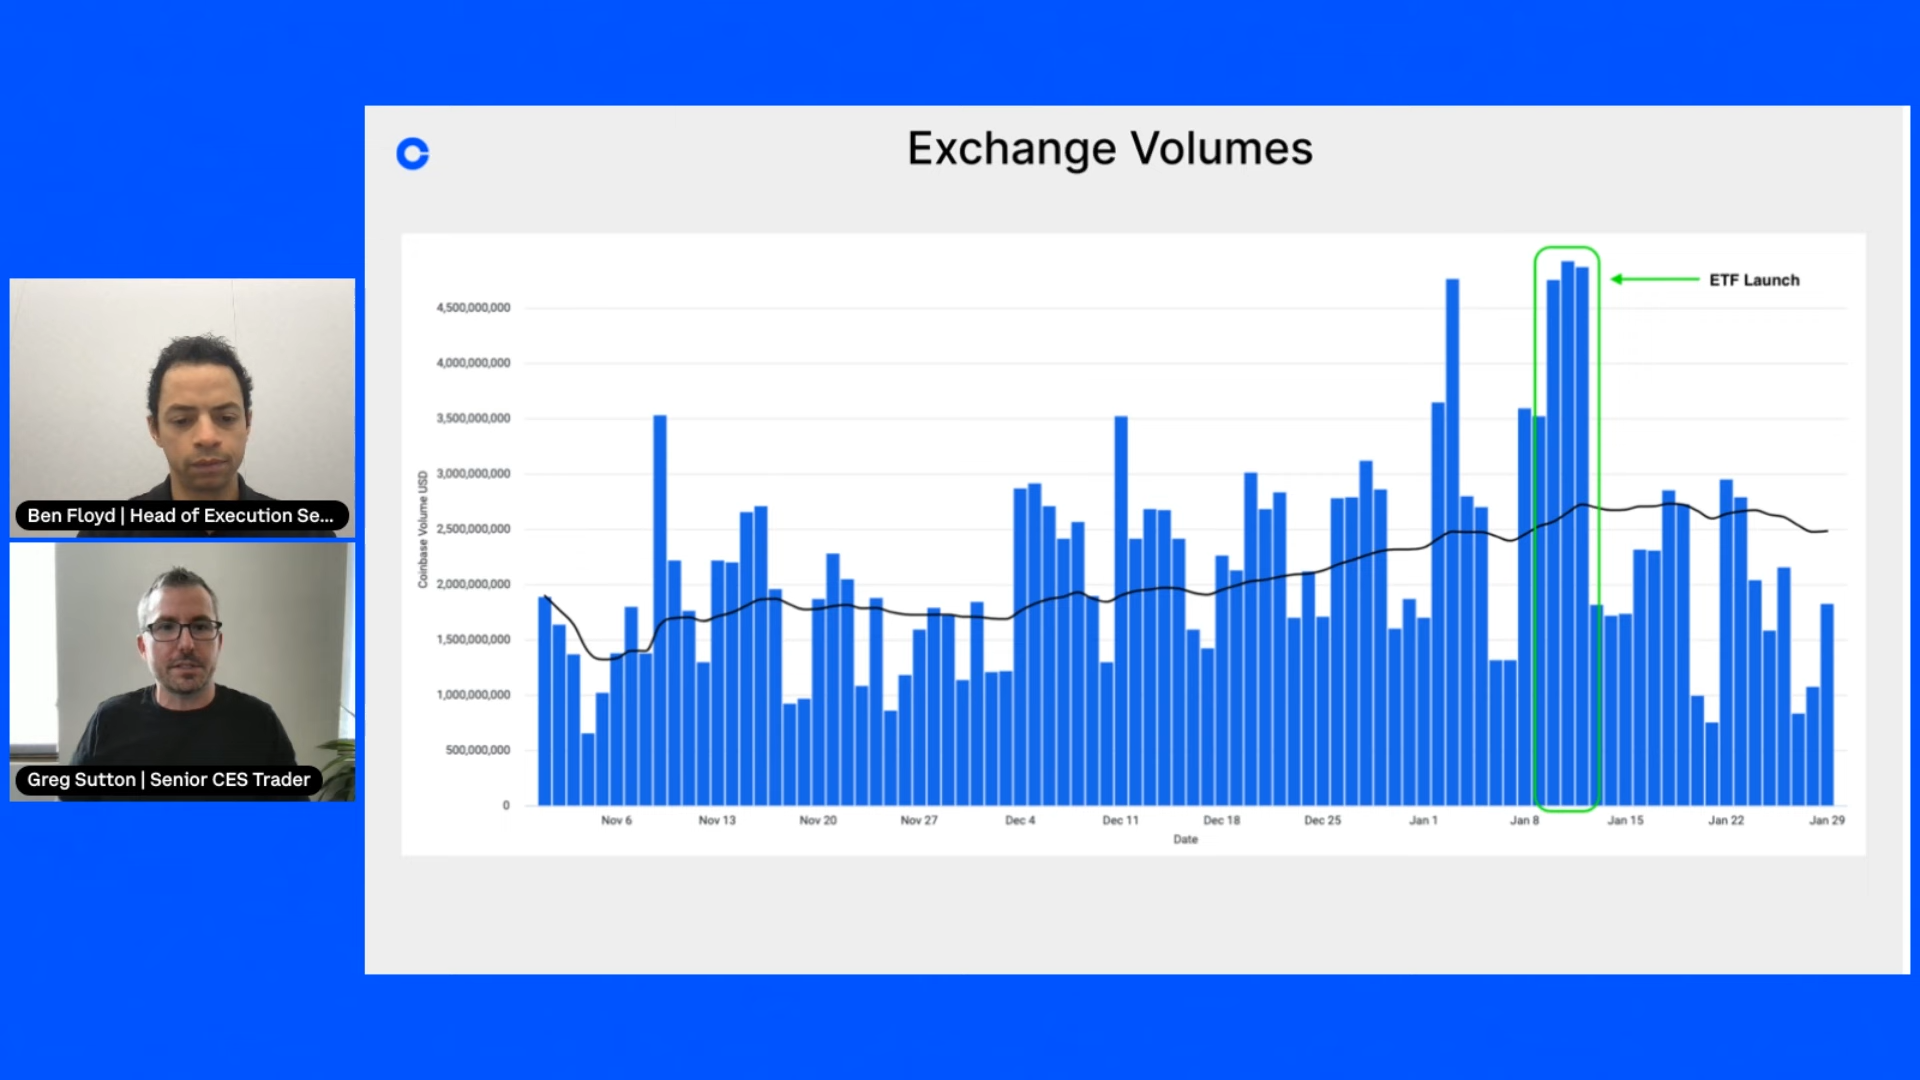 Exchange Volumes
ETF Launch
4,500,000,000
4,000,000,000
3,500,000,000
3,000,000,000
2,500,000,000
2,000,000,000
1,500,000,000
1,000,000,000
500,000,000
0
Coinbase Volume USD
Nov 6 Nov 13 Nov 20 Nov 27 Dec 4 Dec 11 Dec 18 Dec 25 Jan 1 Jan 8 Jan 15 Jan 22 Jan 29
Date
Ben Floyd | Head of Execution Se...
Greg Sutton | Senior CES Trader